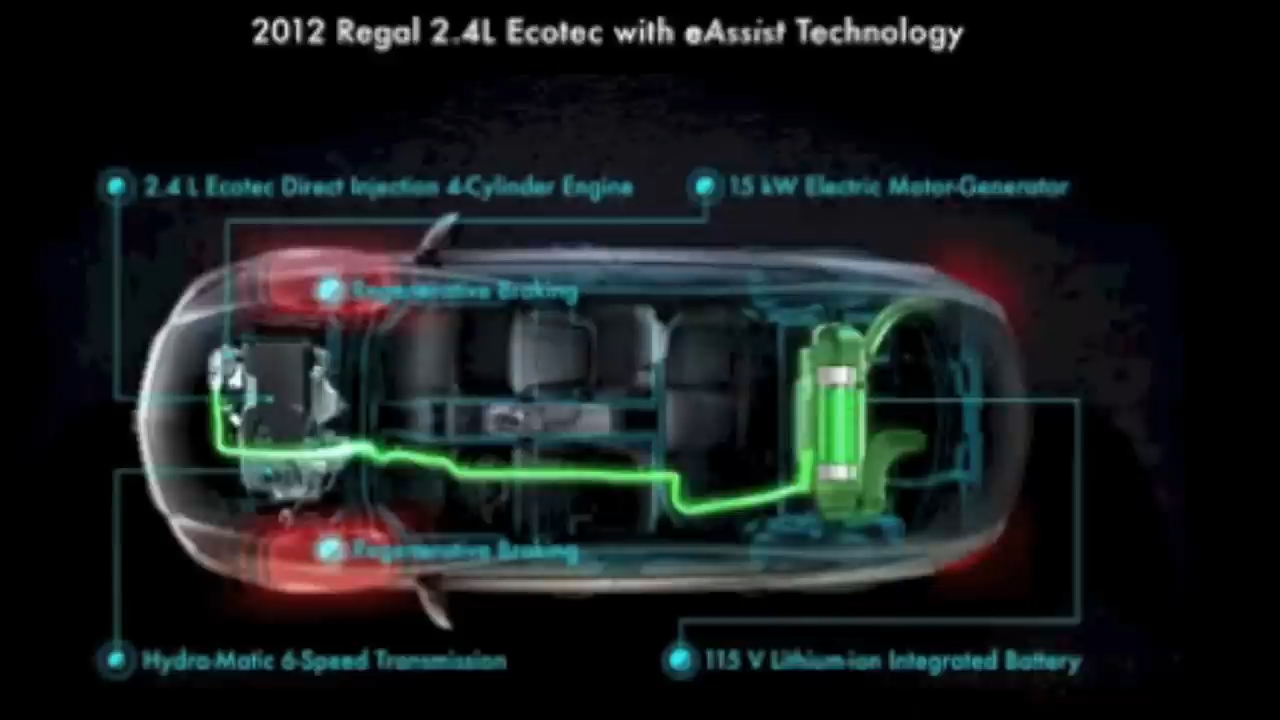 2012 Regal 2.4L Ecotec with eAssist Technology
2.4 L Ecotec Direct Injection 4-Cylinder Engine
15 kW Electric Motor-Generator
Regenerative Braking
Regenerative Braking
Hydra-Matic 6-Speed Transmission
115 V Lithium-ion Integrated Battery